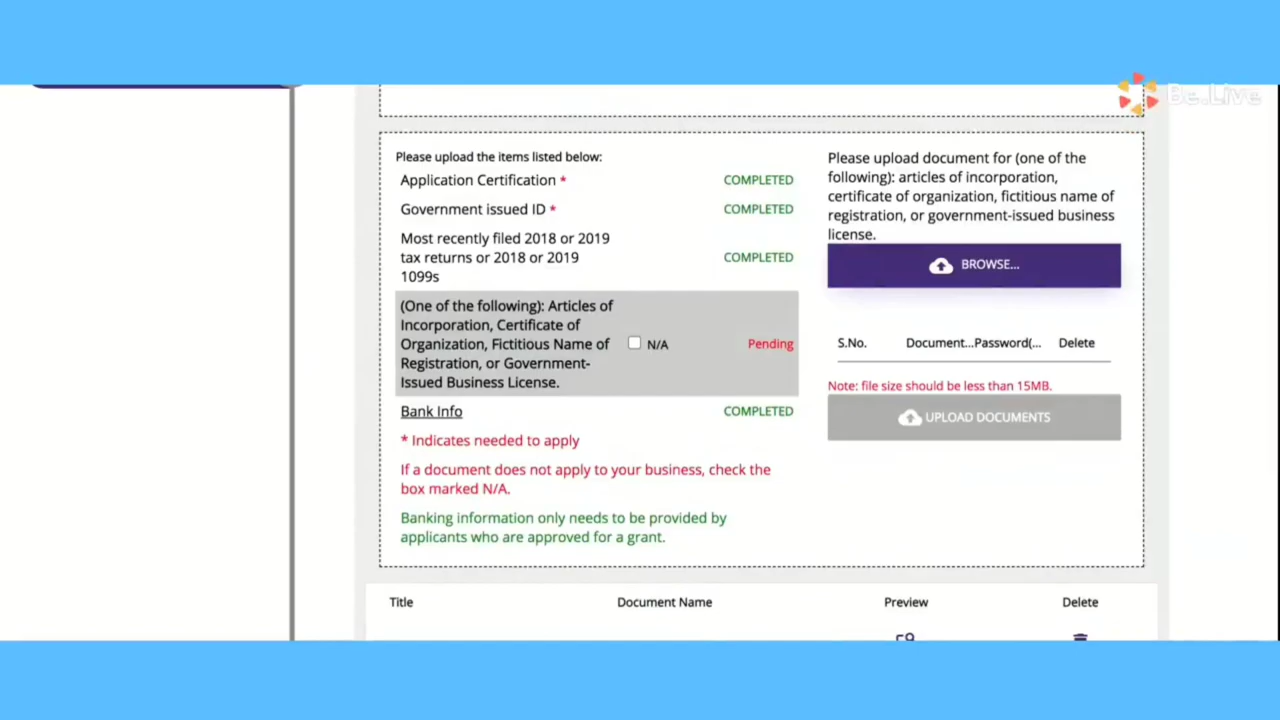 Be.Live
Please upload the items listed below:
Application Certification *
COMPLETED
Government issued ID *
COMPLETED
Most recently filed 2018 or 2019
tax returns or 2018 or 2019
1099s
COMPLETED
(One of the following): Articles of
Incorporation, Certificate of
Organization, Fictitious Name of
Registration, or Government-
Issued Business License.
N/A
Pending
Bank Info
COMPLETED
* Indicates needed to apply
If a document does not apply to your business, check the
box marked N/A.
Banking information only needs to be provided by
applicants who are approved for a grant.
Please upload document for (one of the
following): articles of incorporation,
certificate of organization, fictitious name of
registration, or government-issued business
license.
BROWSE...
S.No. Document...Password(... Delete
Note: file size should be less than 15MB.
UPLOAD DOCUMENTS
Title Document Name Preview Delete